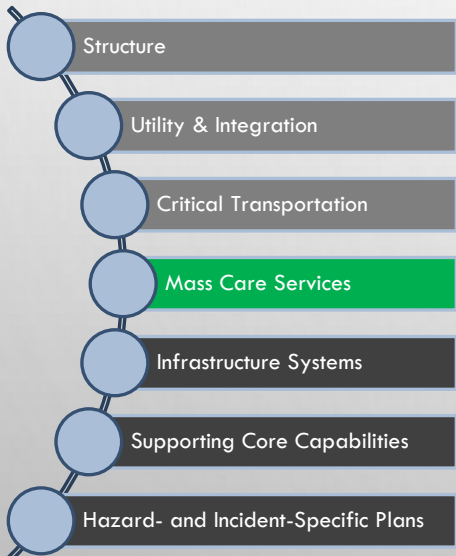 Structure
Utility & Integration
Critical Transportation
Mass Care Services
Infrastructure Systems
Supporting Core Capabilities
Hazard- and Incident-Specific Plans